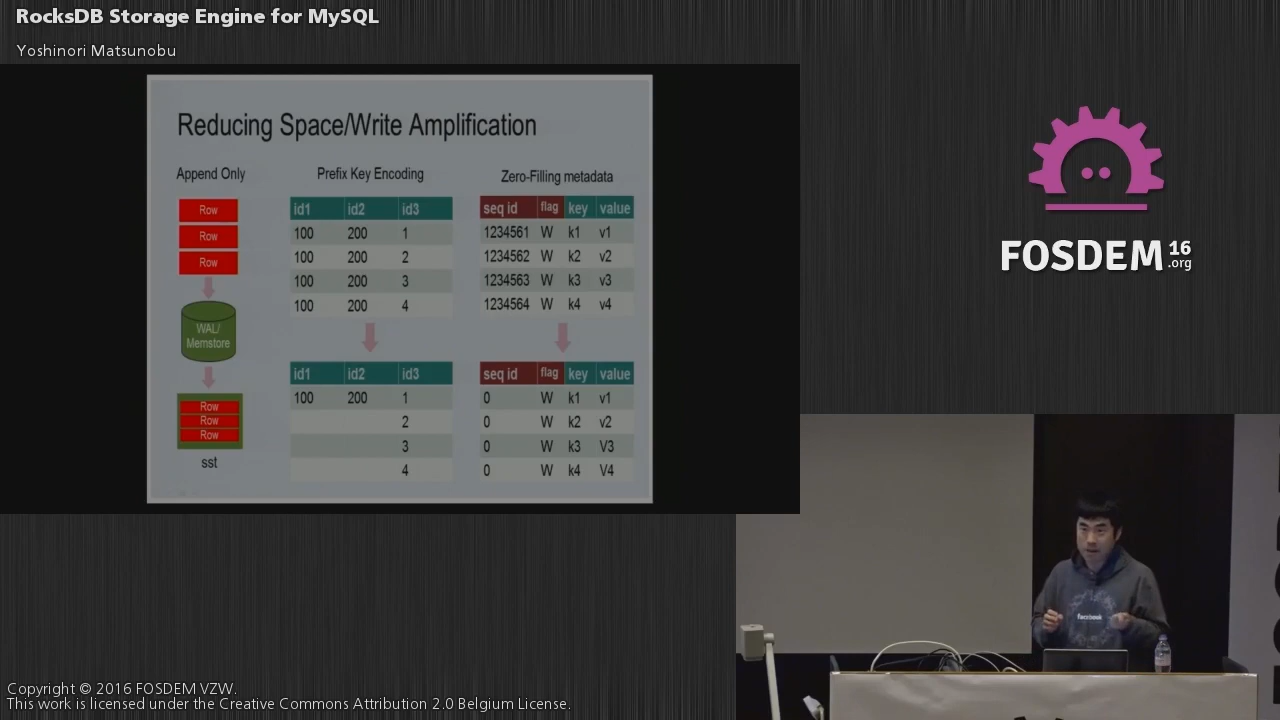 RocksDB Storage Engine for MySQL
Yoshinori Matsunobu
Reducing Space/Write Amplification
Append Only
Row
Row
Row
WAL/
Memstore
Row
Row
Row
sst
Prefix Key Encoding
id1 id2 id3
100 200 1
100 200 2
100 200 3
100 200 4
id1 id2 id3
100 200 1
2
3
4
Zero-Filling metadata
seq id flag key value
1234561 W k1 v1
1234562 W k2 v2
1234563 W k3 v3
1234564 W k4 v4
seq id flag key value
0 W k1 v1
0 W k2 v2
0 W k3 V3
0 W k4 V4
FOSDEM 16
.org
facebook
Copyright © 2016 FOSDEM VZW.
This work is licensed under the Creative Commons Attribution 2.0 Belgium License.